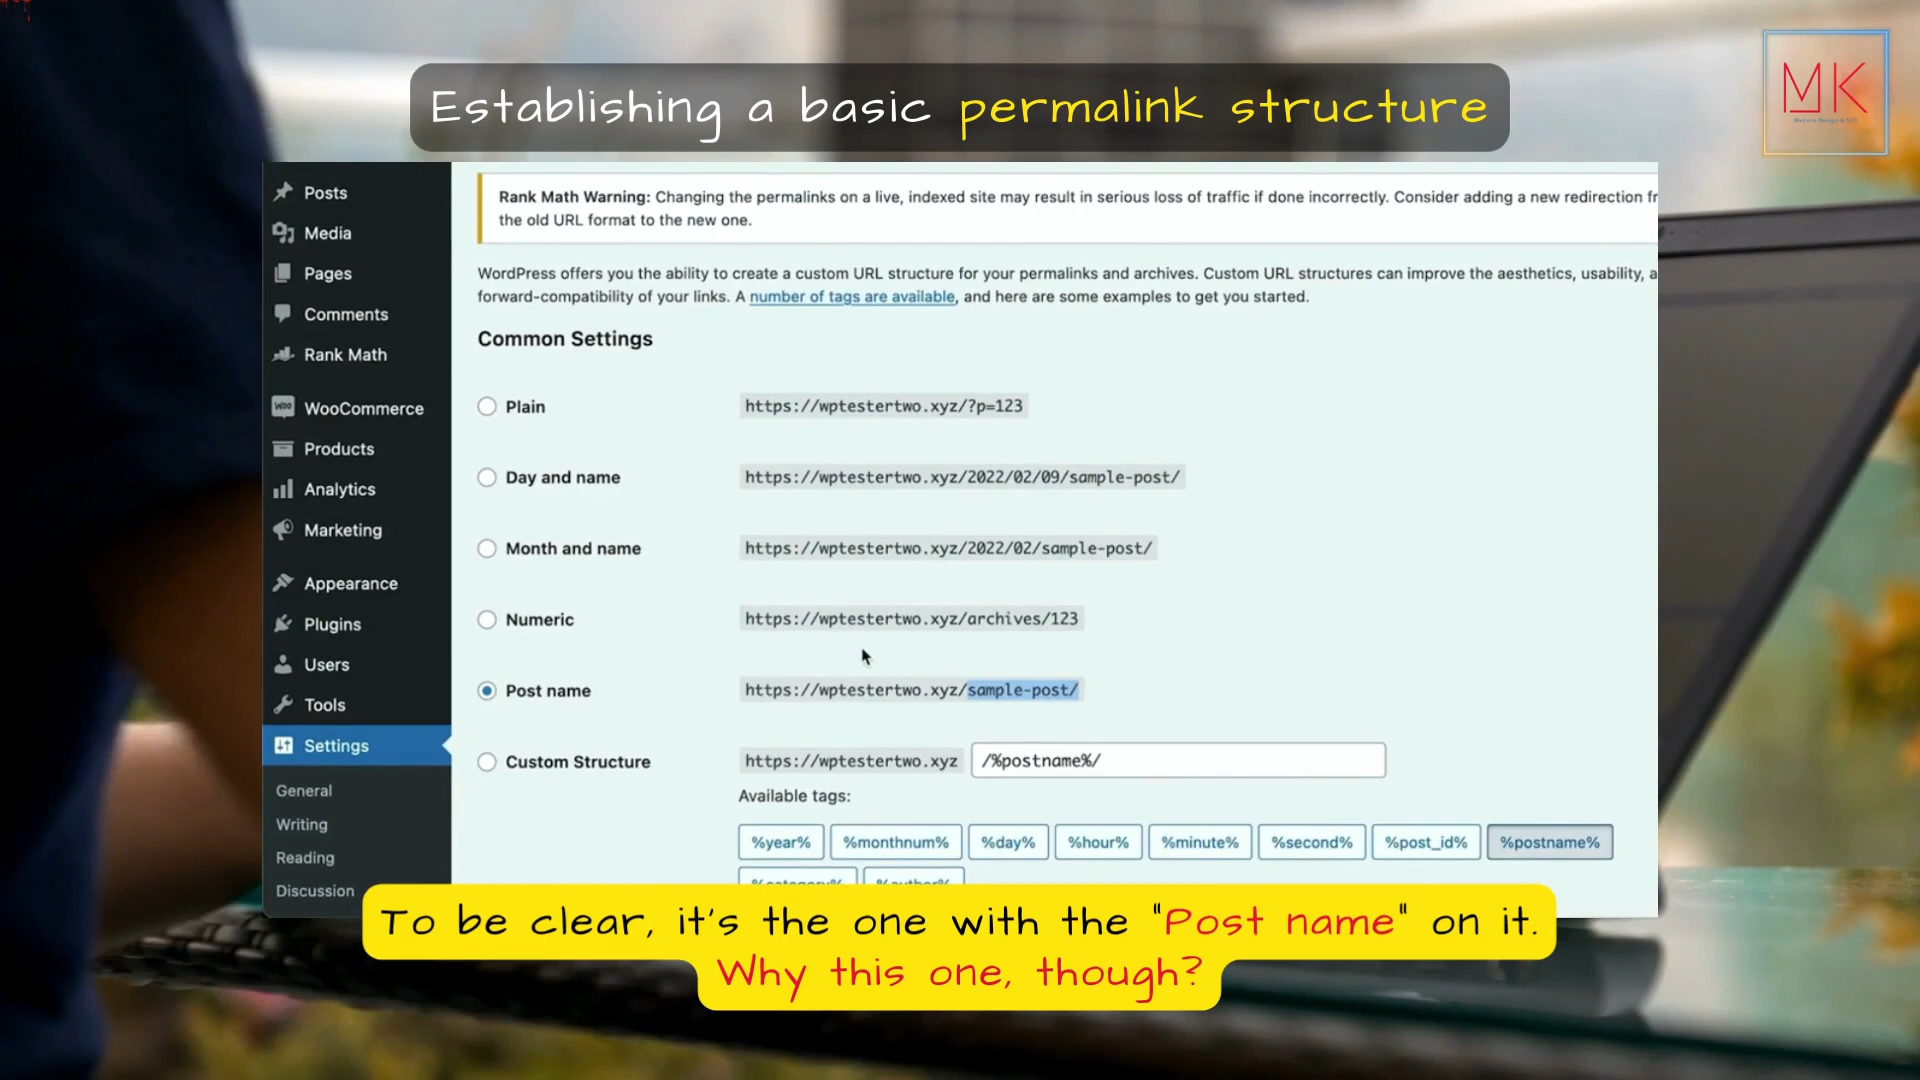 Establishing a basic permalink structure
MK
Website Design & SEO
Posts
Media
Pages
Comments
Rank Math
WooCommerce
Products
Analytics
Marketing
Appearance
Plugins
Users
Tools
Settings
General
Writing
Reading
Discussion
Rank Math Warning: Changing the permalinks on a live, indexed site may result in serious loss of traffic if done incorrectly. Consider adding a new redirection
the old URL format to the new one.
WordPress offers you the ability to create a custom URL structure for your permalinks and archives. Custom URL structures can improve the aesthetics, usability,
forward-compatibility of your links. A number of tags are available, and here are some examples to get you started.
Common Settings
Plain https://wptestertwo.xyz/?p=123
Day and name https://wptestertwo.xyz/2022/02/09/sample-post/
Month and name https://wptestertwo.xyz/2022/02/sample-post/
Numeric https://wptestertwo.xyz/archives/123
Post name https://wptestertwo.xyz/sample-post/
Custom Structure https://wptestertwo.xyz /%postname%/
Available tags:
%year% %monthnum% %day% %hour% %minute% %second% %post_id% %postname%
%category% %author%
To be clear, it's the one with the "Post name" on it.
Why this one, though?